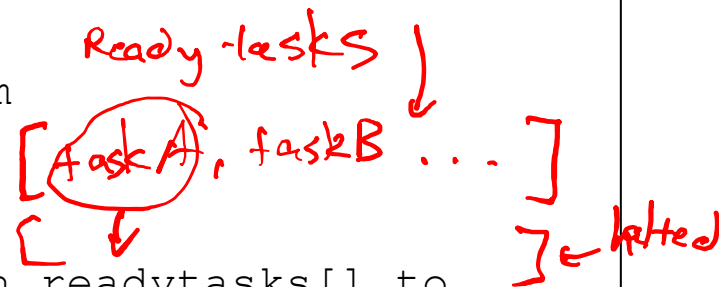 Ready tasks
n
[taskA, taskB ...]
[ ] ← halted
n readytasks[] to